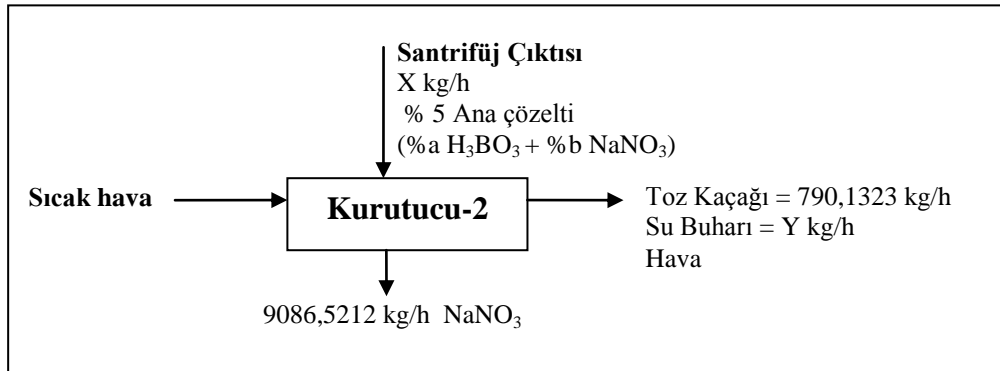 Santrifüj Çıktısı
X kg/h
% 5 Ana çözelti
(%a H₃BO₃ + %b NaNO₃)
Sıcak hava
Kurutucu-2
Toz Kaçağı = 790,1323 kg/h
Su Buharı = Y kg/h
Hava
9086,5212 kg/h NaNO₃